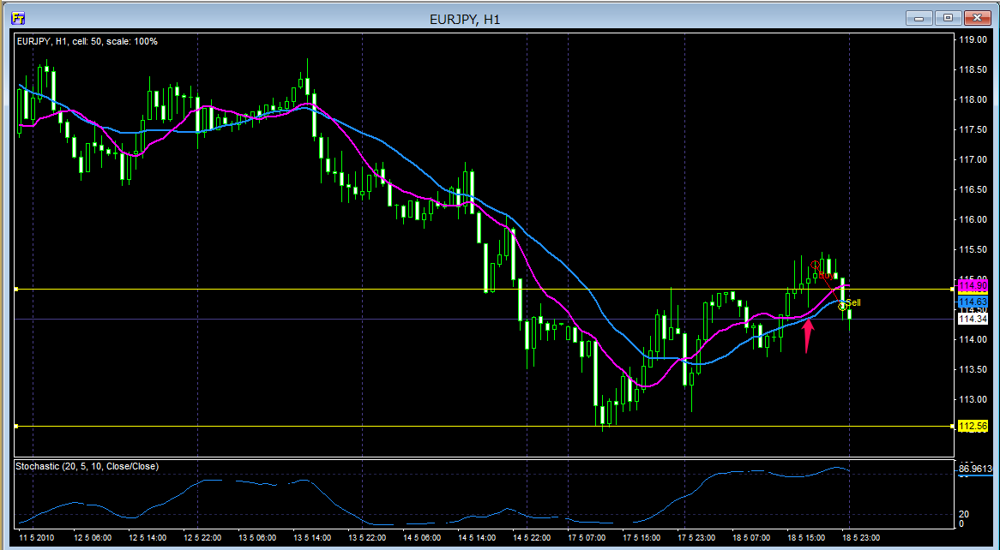 FT
EURJPY, H1
EURJPY, H1, cell: 50, scale: 100%
119.00
118.50
118.00
117.50
117.00
116.50
116.00
115.50
114.90
114.63
Sell
114.34
114.00
113.50
113.00
112.56
Stochastic (20, 5, 10, Close/Close)
86.9613
20
0
11 5 2010
12 5 06:00
12 5 14:00
12 5 22:00
13 5 06:00
13 5 14:00
13 5 22:00
14 5 06:00
14 5 14:00
14 5 22:00
17 5 07:00
17 5 15:00
17 5 23:00
18 5 07:00
18 5 15:00
18 5 23:00